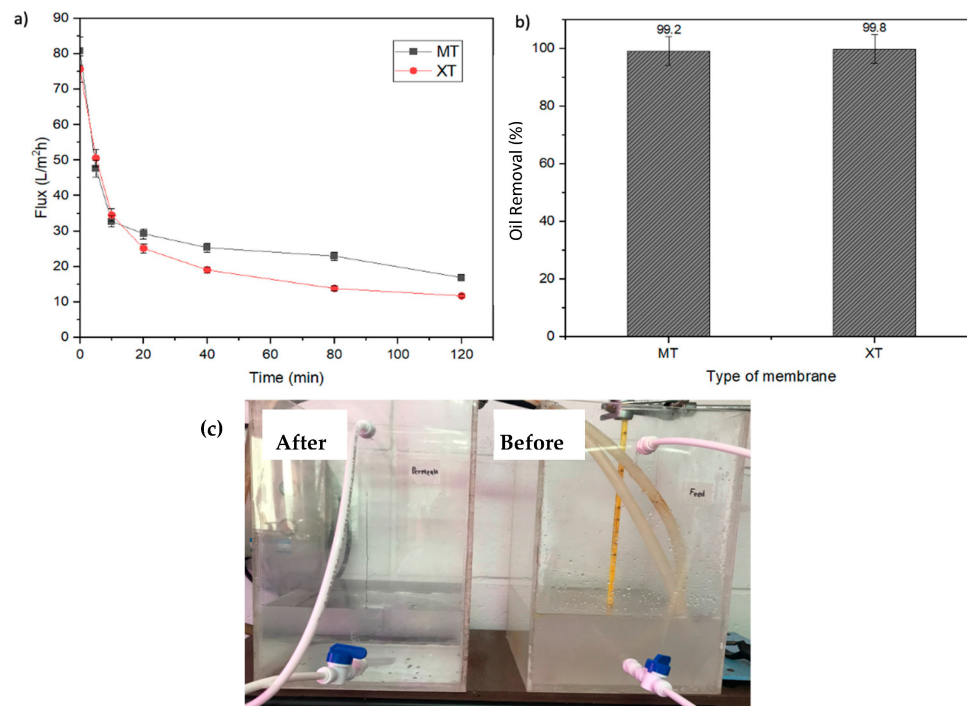 a)
90
80
70
60
50
40
30
20
10
0
Flux (L/m²h)
MT
XT
0 20 40 60 80 100 120
Time (min)
b)
99.2 99.8
100
80
60
40
20
0
Oil Removal (%)
MT XT
Type of membrane
(c)
After Before
Permeate
Feed